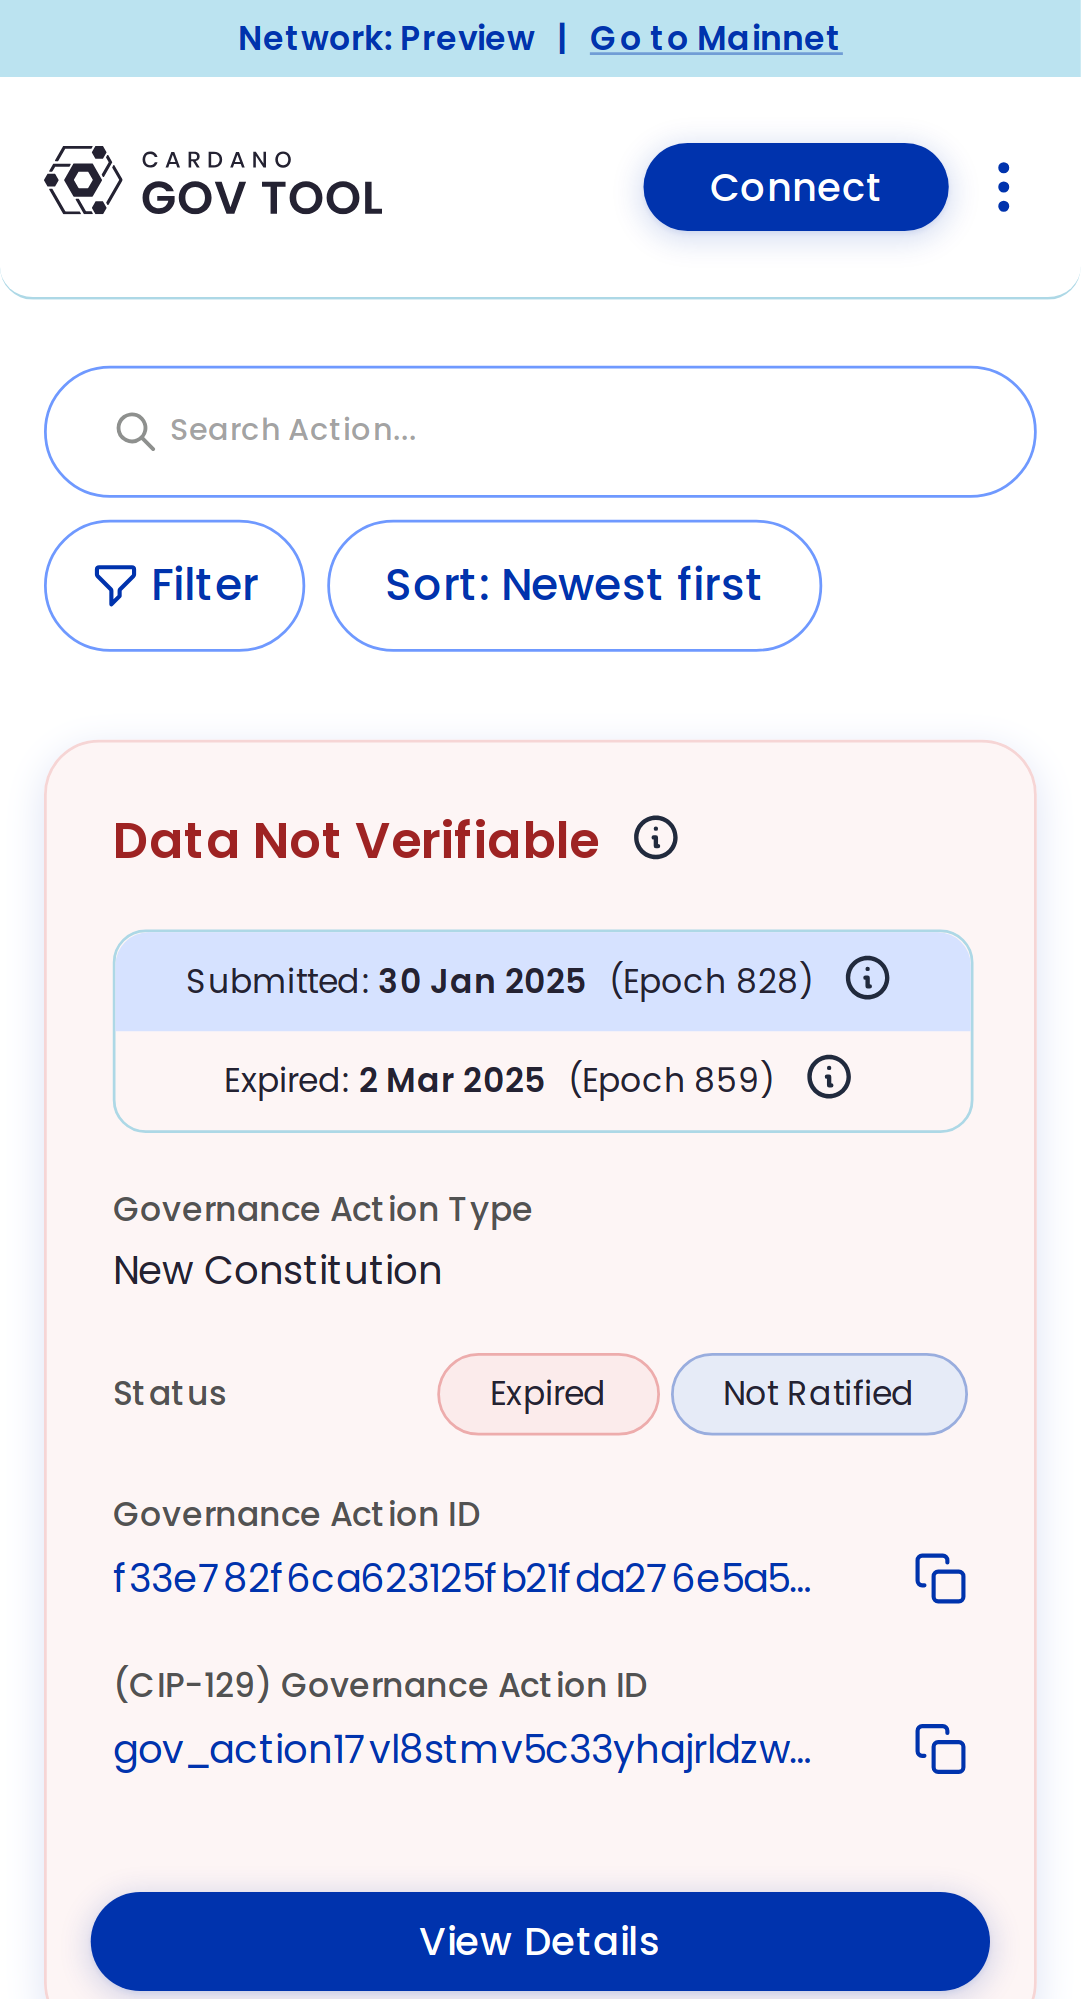 Network: Preview | Go to Mainnet
CARDANO
GOV TOOL
Connect
Search Action...
Filter
Sort: Newest first
Data Not Verifiable
Submitted: 30 Jan 2025 (Epoch 828)
Expired: 2 Mar 2025 (Epoch 859)
Governance Action Type
New Constitution
Status
Expired
Not Ratified
Governance Action ID
f33e782f6ca623125fb21fda276e5a5...
(CIP-129) Governance Action ID
gov_action17vl8stmv5c33yhajrldzw...
View Details